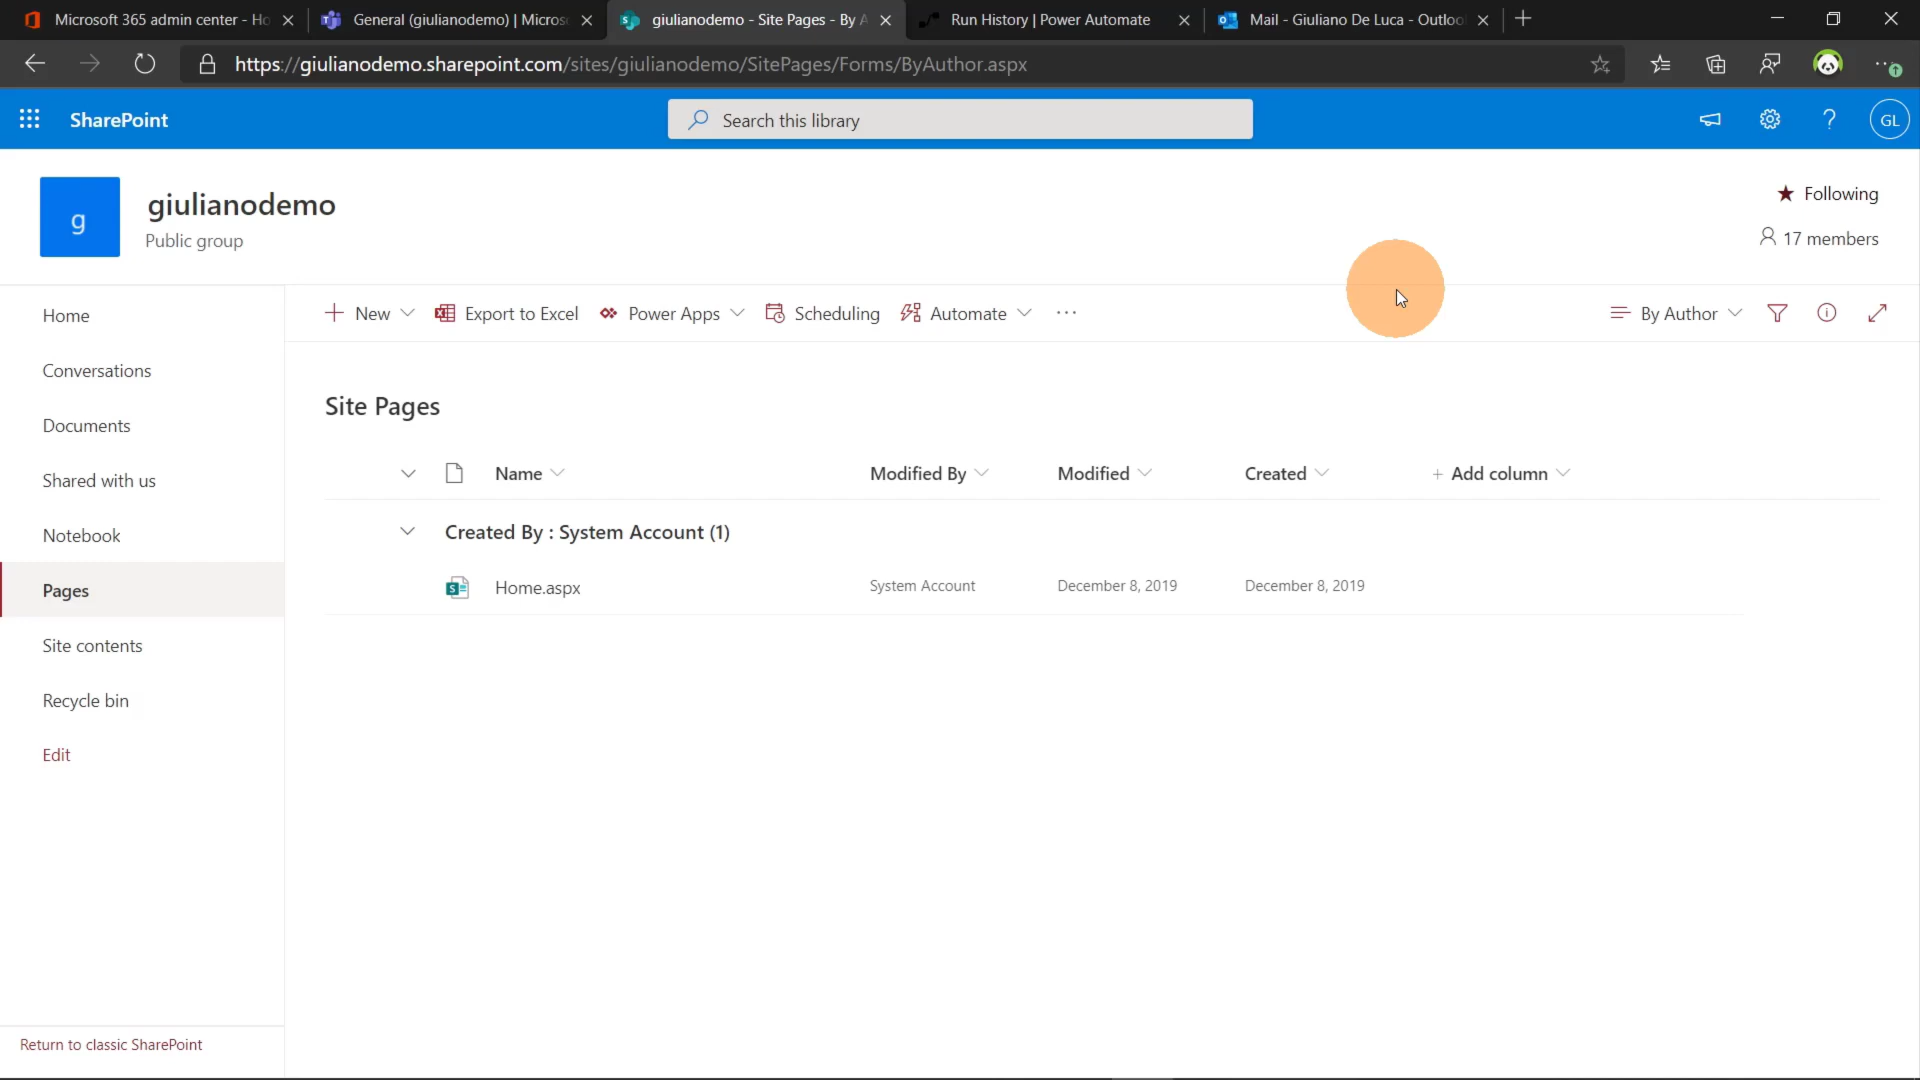 Microsoft 365 admin center - Ho
General (giulianodemo) | Micros
giulianodemo - Site Pages - By A
Run History | Power Automate
Mail - Giuliano De Luca - Outloo
https://giulianodemo.sharepoint.com/sites/giulianodemo/SitePages/Forms/ByAuthor.aspx
SharePoint
Search this library
GL
g
giulianodemo
Public group
Following
17 members
New
Export to Excel
Power Apps
Scheduling
Automate
By Author
Home
Conversations
Documents
Shared with us
Notebook
Pages
Site contents
Recycle bin
Edit
Return to classic SharePoint
Site Pages
Name
Modified By
Modified
Created
+ Add column
Created By : System Account (1)
Home.aspx
System Account
December 8, 2019
December 8, 2019